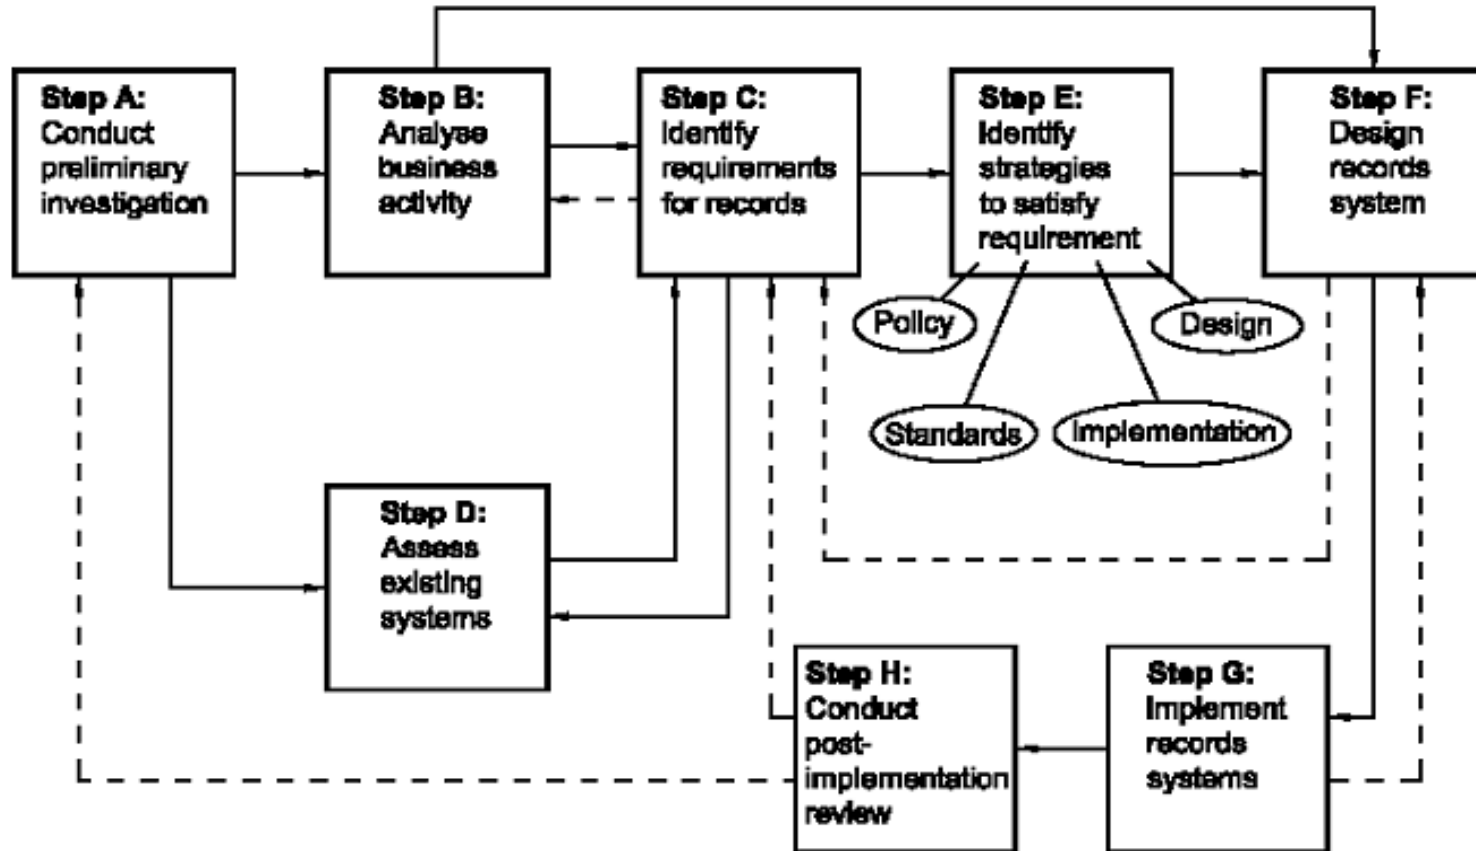 Step A:
Conduct
preliminary
investigation
Step B:
Analyse
business
activity
Step C:
Identify
requirements
for records
Step E:
Identify
strategies
to satisfy
requirement
Step F:
Design
records
system
Policy
Design
Standards
Implementation
Step D:
Assess
existing
systems
Step H:
Conduct
post-
implementation
review
Step G:
Implement
records
systems